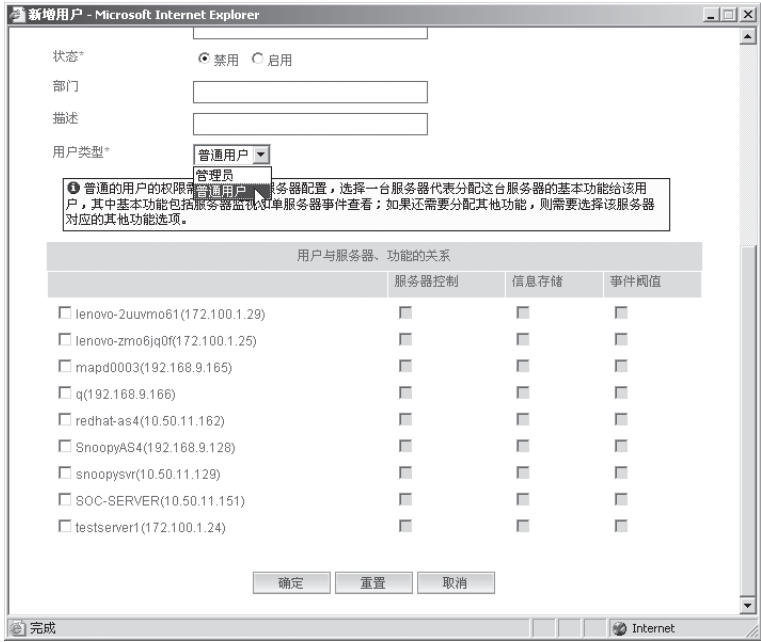 新增用户 - Microsoft Internet Explorer
状态*
禁用 启用
部门
描述
用户类型*
普通用户
管理员
普通用户
普通的用户的权限需 服务器配置，选择一台服务器代表分配这台服务器的基本功能给该用
户，其中基本功能包括服务器监视和单服务器事件查看；如果还需要分配其他功能，则需要选择该服务器
对应的其他功能选项。
用户与服务器、功能的关系
服务器控制 信息存储 事件阀值
lenovo-2uuvmo61(172.100.1.29)
lenovo-zmo6jq0f(172.100.1.25)
mapd0003(192.168.9.165)
q(192.168.9.166)
redhat-as4(10.50.11.162)
SnoopyAS4(192.168.9.128)
snoopysvr(10.50.11.129)
SOC-SERVER(10.50.11.151)
testserver1(172.100.1.24)
确定 重置 取消
完成 Internet